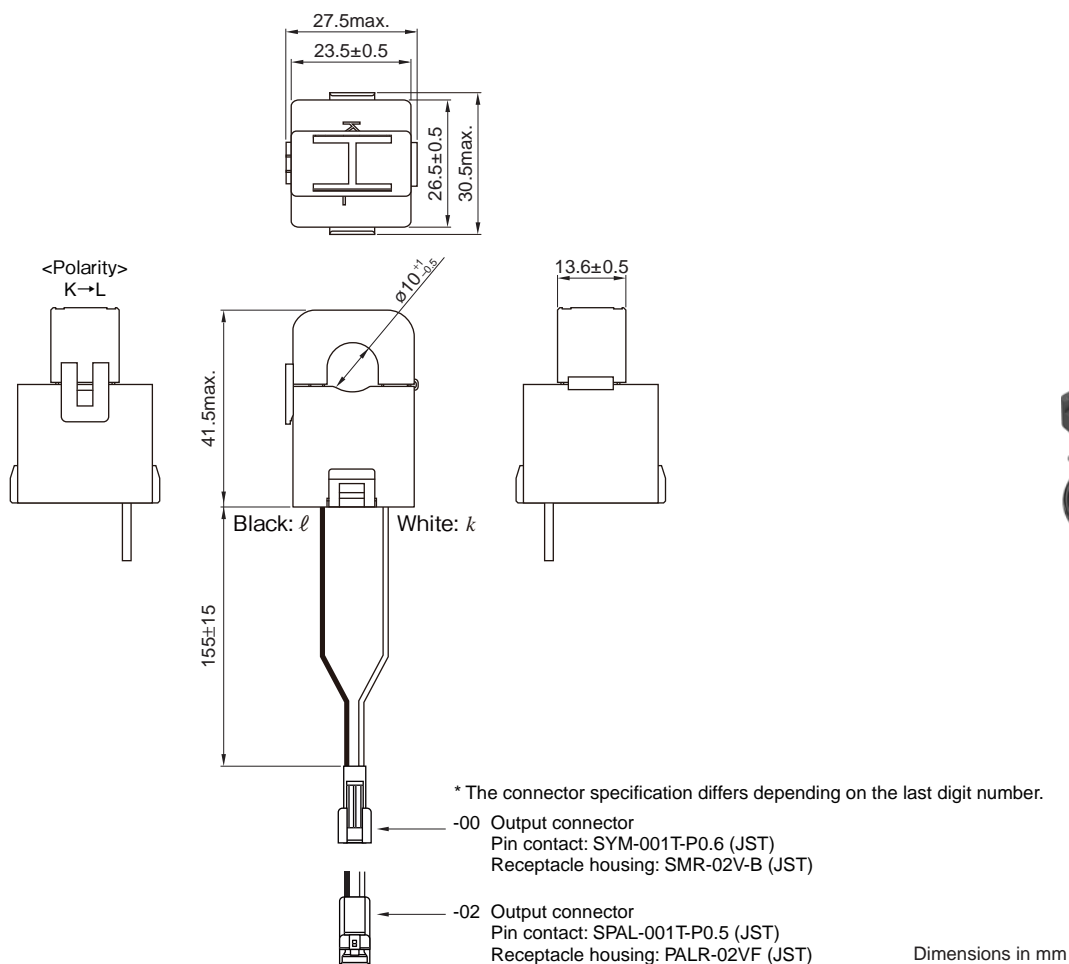 27.5max.
23.5±0.5
26.5±0.5
30.5max.
<Polarity>
K→L
ø10 +1 -0.5
13.6±0.5
41.5max.
Black: ℓ
White: k
155±15
* The connector specification differs depending on the last digit number.
-00 Output connector
Pin contact: SYM-001T-P0.6 (JST)
Receptacle housing: SMR-02V-B (JST)
-02 Output connector
Pin contact: SPAL-001T-P0.5 (JST)
Receptacle housing: PALR-02VF (JST)
Dimensions in mm